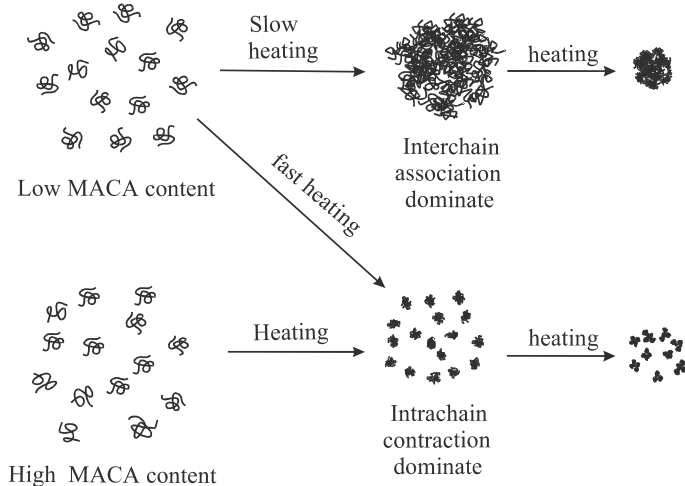 Slow
heating
heating
Interchain
association
dominate
Low MACA content
fast heating
Heating
heating
Intrachain
contraction
dominate
High MACA content